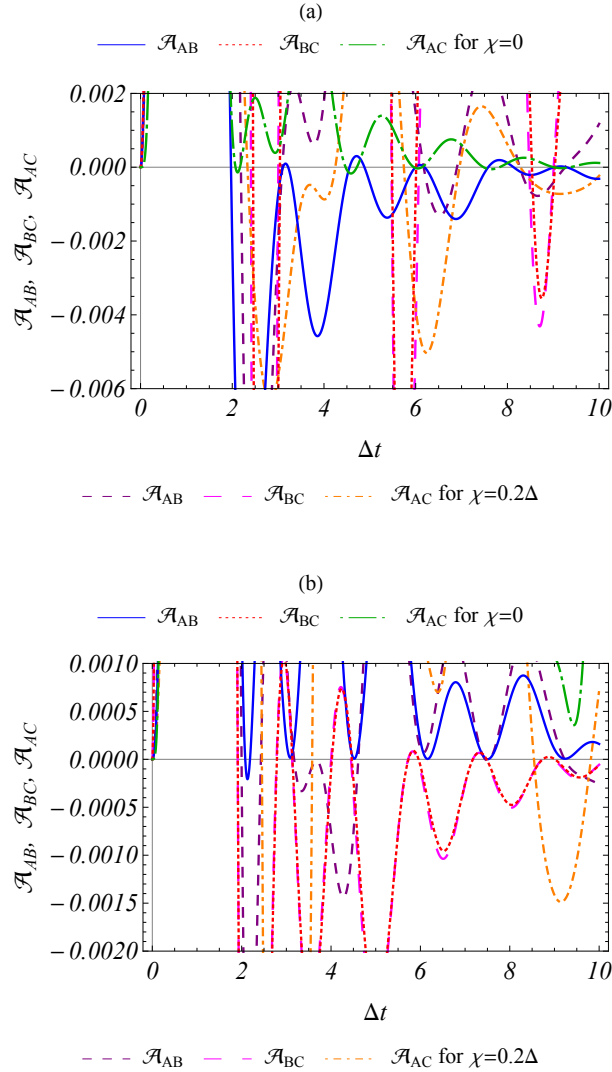 (a)
𝒜AB 𝒜BC 𝒜AC for χ=0
0.002
0.000
−0.002
−0.004
−0.006
𝒜AB, 𝒜BC, 𝒜AC
0 2 4 6 8 10
Δt
𝒜AB 𝒜BC 𝒜AC for χ=0.2Δ
(b)
𝒜AB 𝒜BC 𝒜AC for χ=0
0.0010
0.0005
0.0000
−0.0005
−0.0010
−0.0015
−0.0020
𝒜AB, 𝒜BC, 𝒜AC
0 2 4 6 8 10
Δt
𝒜AB 𝒜BC 𝒜AC for χ=0.2Δ